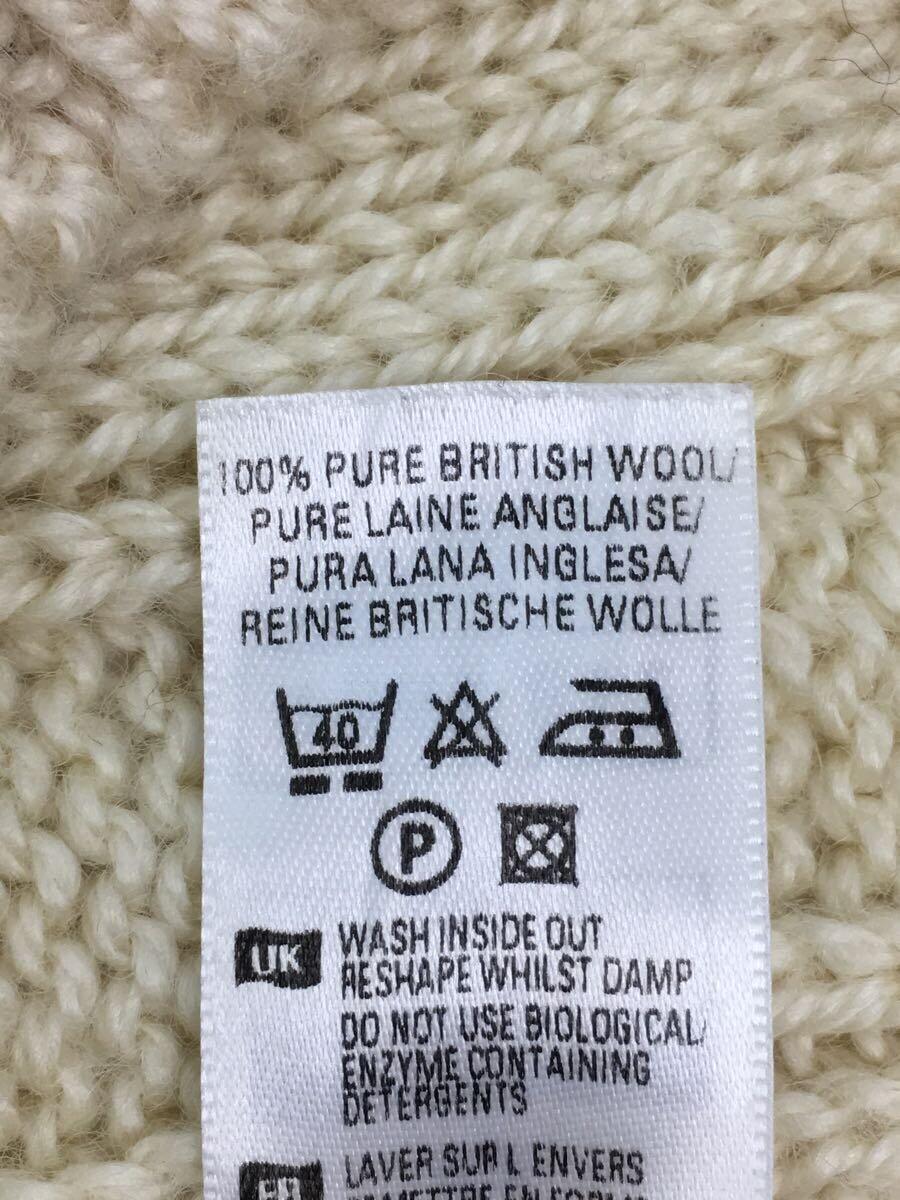 100% PURE BRITISH WOOL/
PURE LAINE ANGLAISE/
PURA LANA INGLESA/
REINE BRITISCHE WOLLE
40
P
UK
WASH INSIDE OUT
RESHAPE WHILST DAMP
DO NOT USE BIOLOGICAL/
ENZYME CONTAINING
DETERGENTS
LAVER SUR L ENVERS